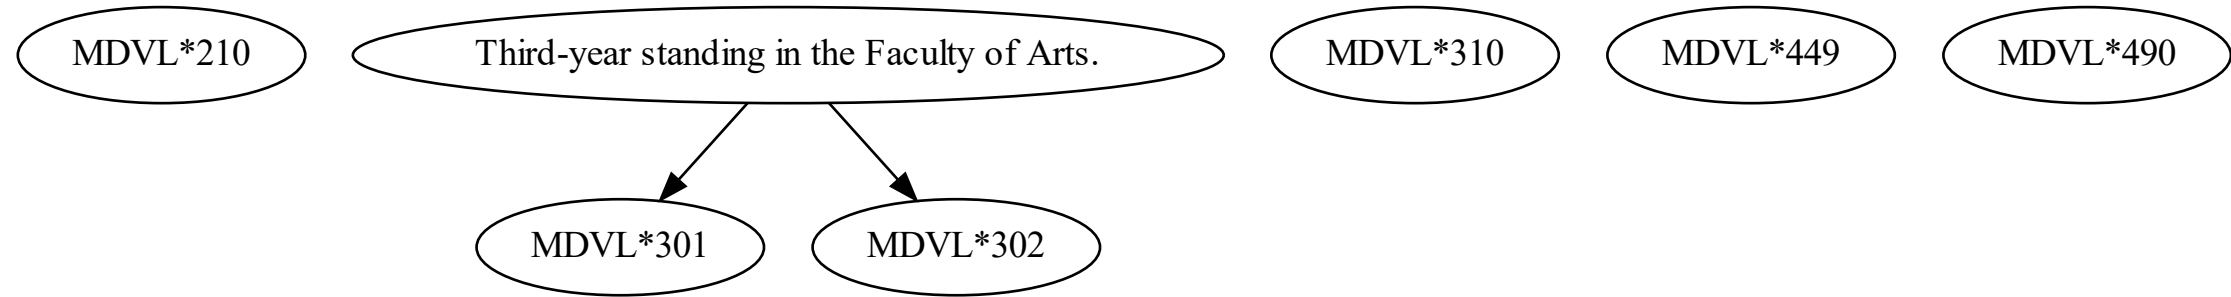 MDVL*210
Third-year standing in the Faculty of Arts.
MDVL*310
MDVL*449
MDVL*490
MDVL*301
MDVL*302